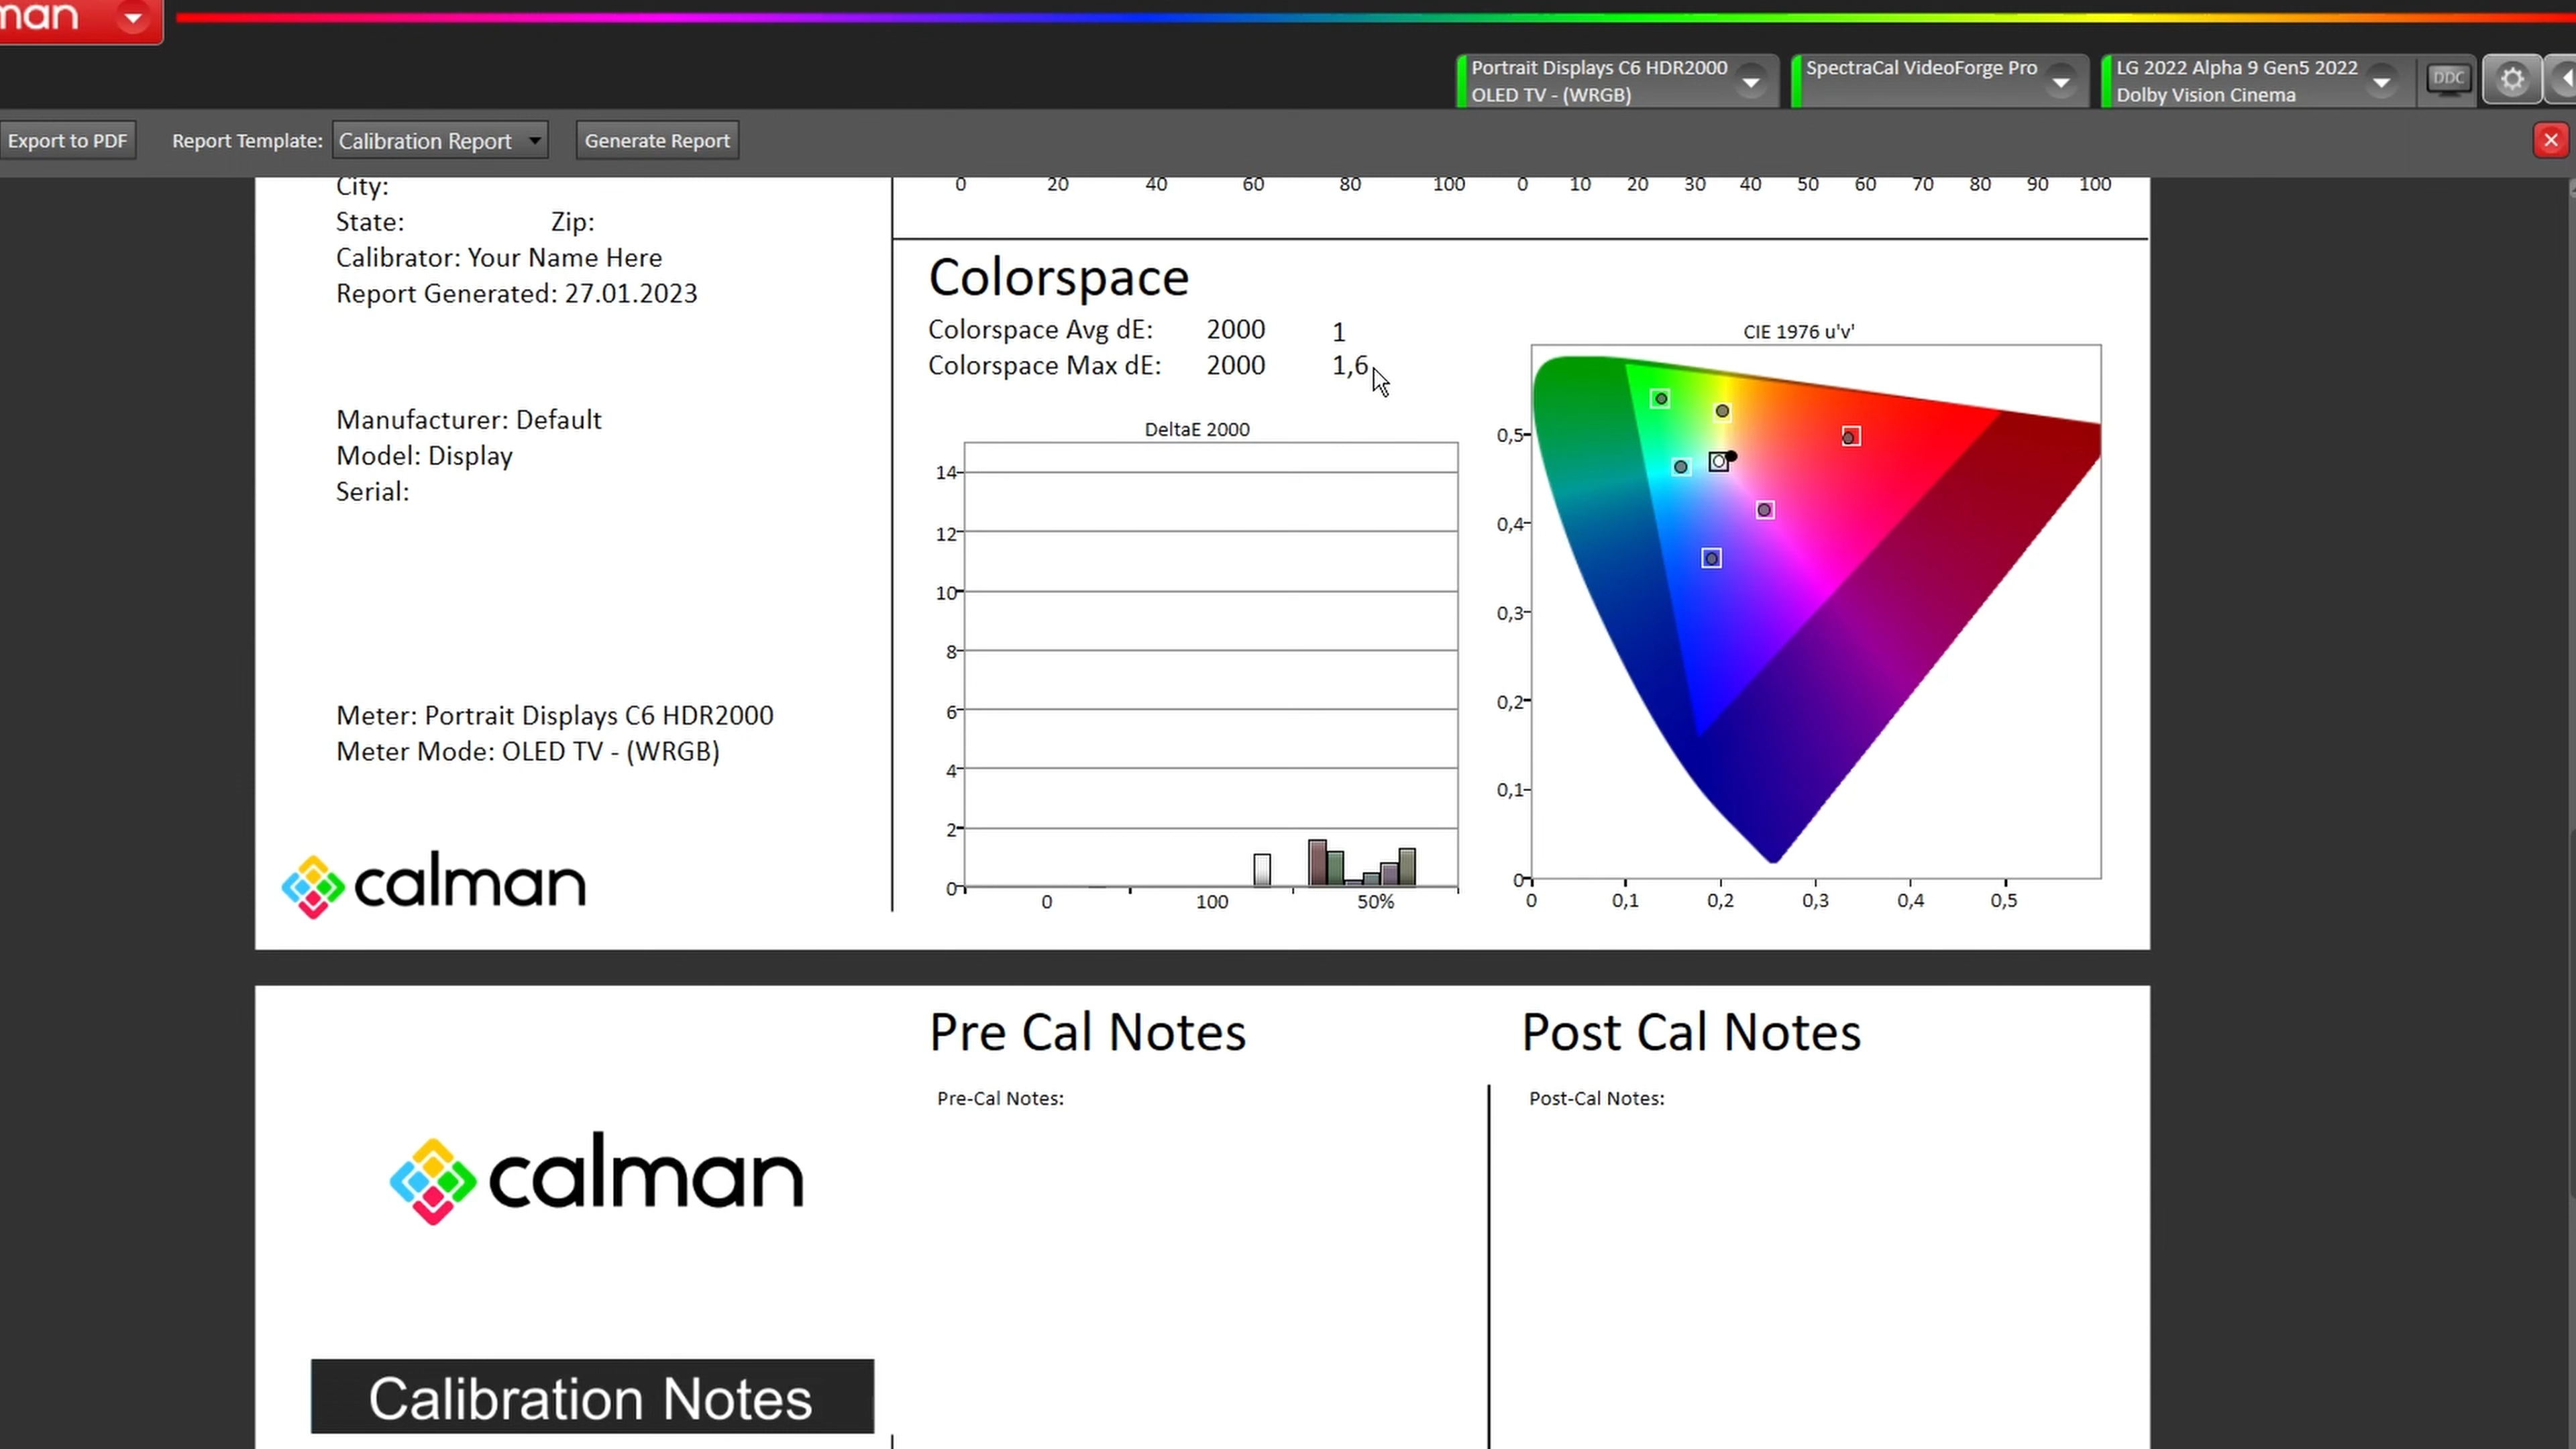 man
Portrait Displays C6 HDR2000
OLED TV - (WRGB)
SpectraCal VideoForge Pro
LG 2022 Alpha 9 Gen5 2022
Dolby Vision Cinema
DDC
Export to PDF
Report Template:
Calibration Report
Generate Report
City:
State: Zip:
Calibrator: Your Name Here
Report Generated: 27.01.2023
Manufacturer: Default
Model: Display
Serial:
Meter: Portrait Displays C6 HDR2000
Meter Mode: OLED TV - (WRGB)
calman
0 20 40 60 80 100
0 10 20 30 40 50 60 70 80 90 100
Colorspace
Colorspace Avg dE: 2000 1
Colorspace Max dE: 2000 1,6
DeltaE 2000
14
12
10
8
6
4
2
0
0 100 50%
CIE 1976 u'v'
0,5
0,4
0,3
0,2
0,1
0
0 0,1 0,2 0,3 0,4 0,5
calman
Calibration Notes
Pre Cal Notes
Pre-Cal Notes:
Post Cal Notes
Post-Cal Notes: